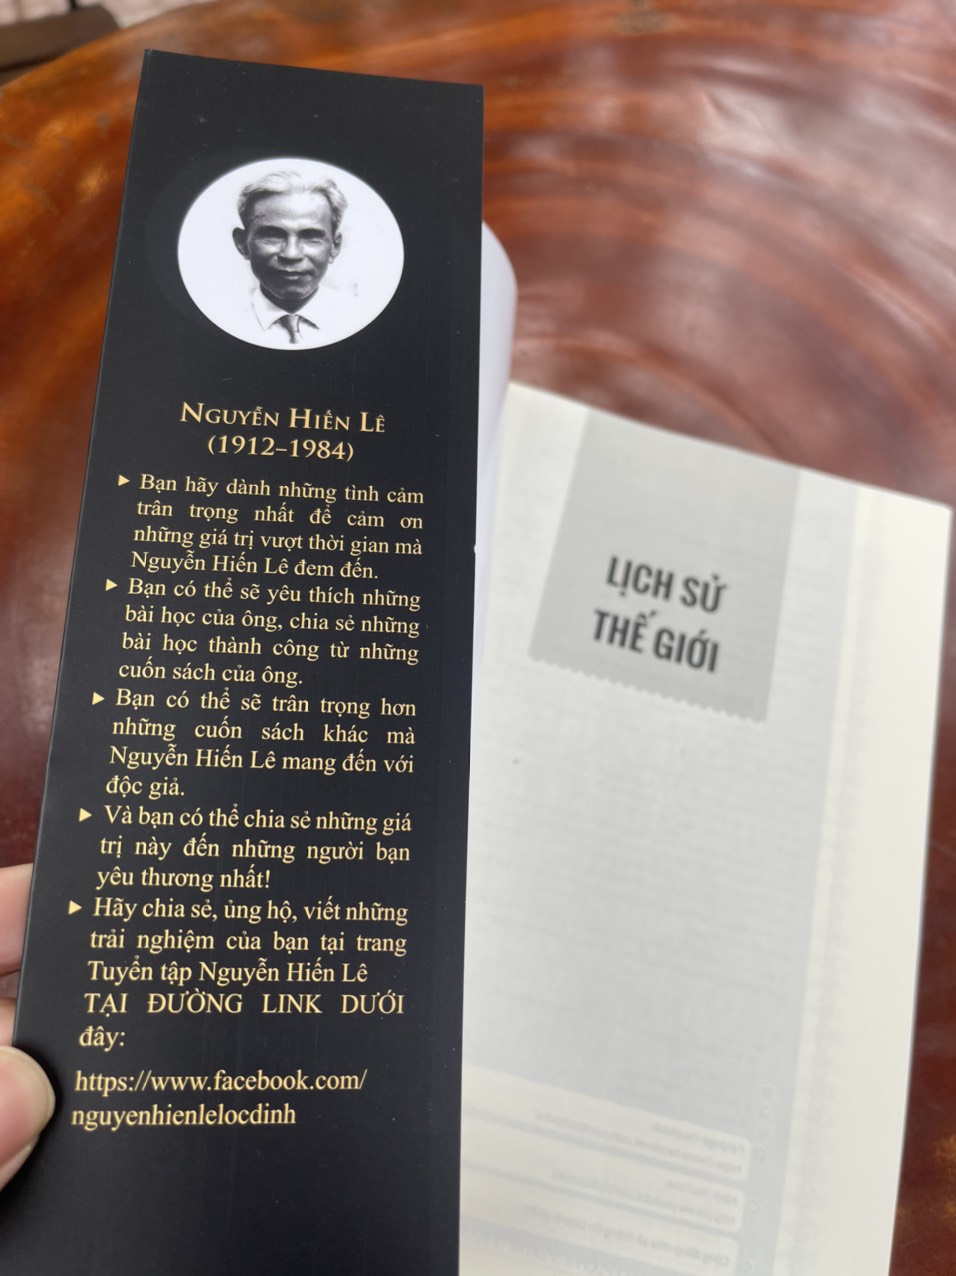 NGUYỄN HIẾN LÊ
(1912–1984)
► Bạn hãy dành những tình cảm
trân trọng nhất để cảm ơn
những giá trị vượt thời gian mà
Nguyễn Hiến Lê đem đến.
► Bạn có thể sẽ yêu thích những
bài học của ông, chia sẻ những
bài học thành công từ những
cuốn sách của ông.
► Bạn có thể sẽ trân trọng hơn
những cuốn sách khác mà
Nguyễn Hiến Lê mang đến với
độc giả.
► Và bạn có thể chia sẻ những giá
trị này đến những người bạn
yêu thương nhất!
► Hãy chia sẻ, ủng hộ, viết những
trải nghiệm của bạn tại trang
Tuyển tập Nguyễn Hiến Lê
TẠI ĐƯỜNG LINK DƯỚI
đây:
https://www.facebook.com/
nguyenhienlelocdinh
LỊCH SỬ
THẾ GIỚI